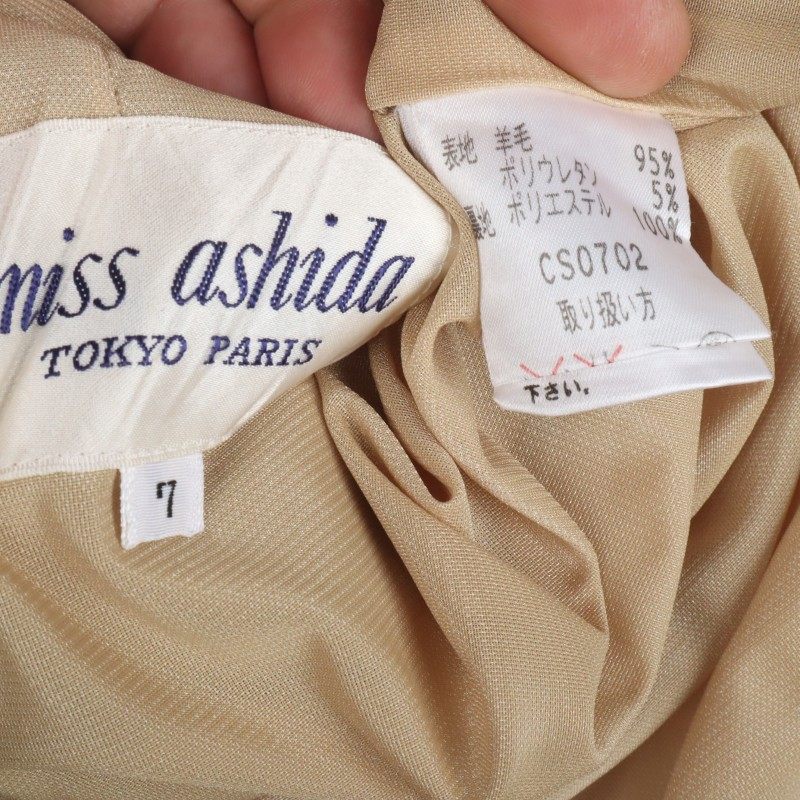 miss ashida
TOKYO PARIS
7
表地 羊毛 95%
ポリウレタン 5%
裏地 ポリエステル 100%
CS0702
取り扱い方
下さい。